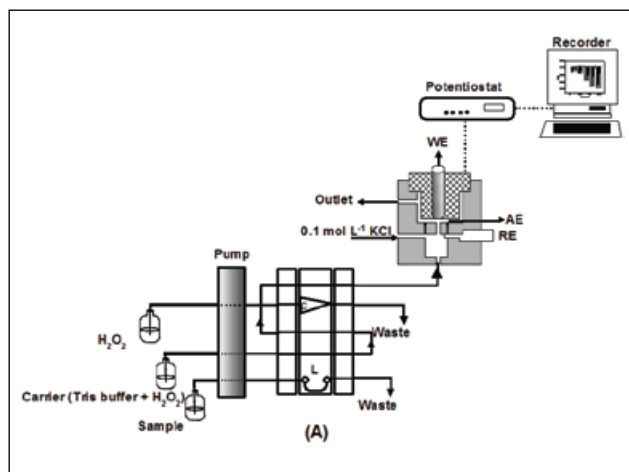 Recorder
Potentiostat
WE
Outlet
AE
0.1 mol L⁻¹ KCl
RE
Pump
C
H₂O₂
Waste
L
Carrier (Tris buffer + H₂O₂)
Waste
Sample
(A)